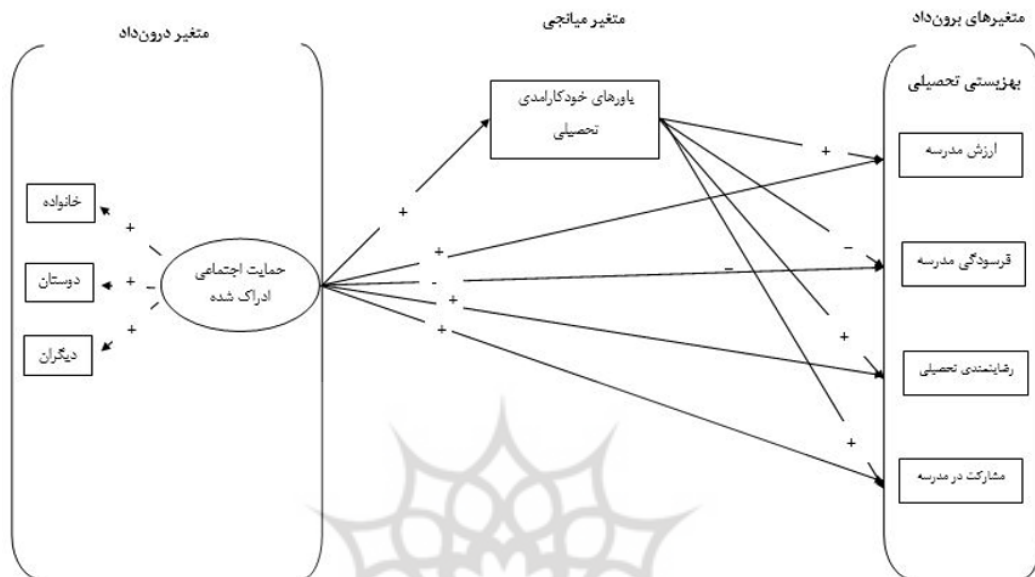 متغیرهای برون‌داد
متغیر میانجی
متغیر درون‌داد
بهزیستی تحصیلی
یاورهای خودکارامدی
تحصیلی
ارزش مدرسه
+
خانواده
+
+
+
−
فرسودگی مدرسه
حمایت اجتماعی
ادراک شده
دوستان
+
-
−
+
+
+
+
دیگران
رضایتمندی تحصیلی
+
مشارکت در مدرسه